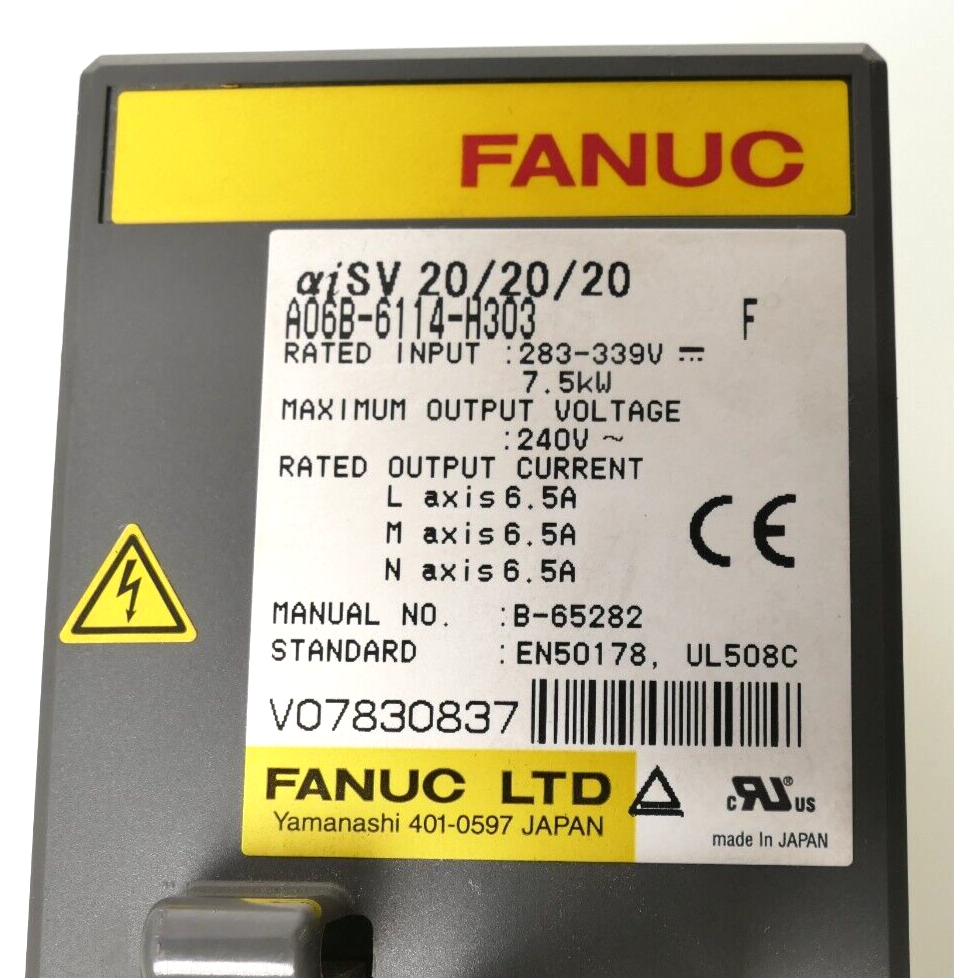 FANUC
αiSV 20/20/20
A06B-6114-H303 F
RATED INPUT :283-339V ⎓
7.5kW
MAXIMUM OUTPUT VOLTAGE
:240V ~
RATED OUTPUT CURRENT
L axis 6.5A
M axis 6.5A
N axis 6.5A
CE
MANUAL NO. :B-65282
STANDARD :EN50178, UL508C
V07830837
FANUC LTD
Yamanashi 401-0597 JAPAN
c RU ® US
made In JAPAN